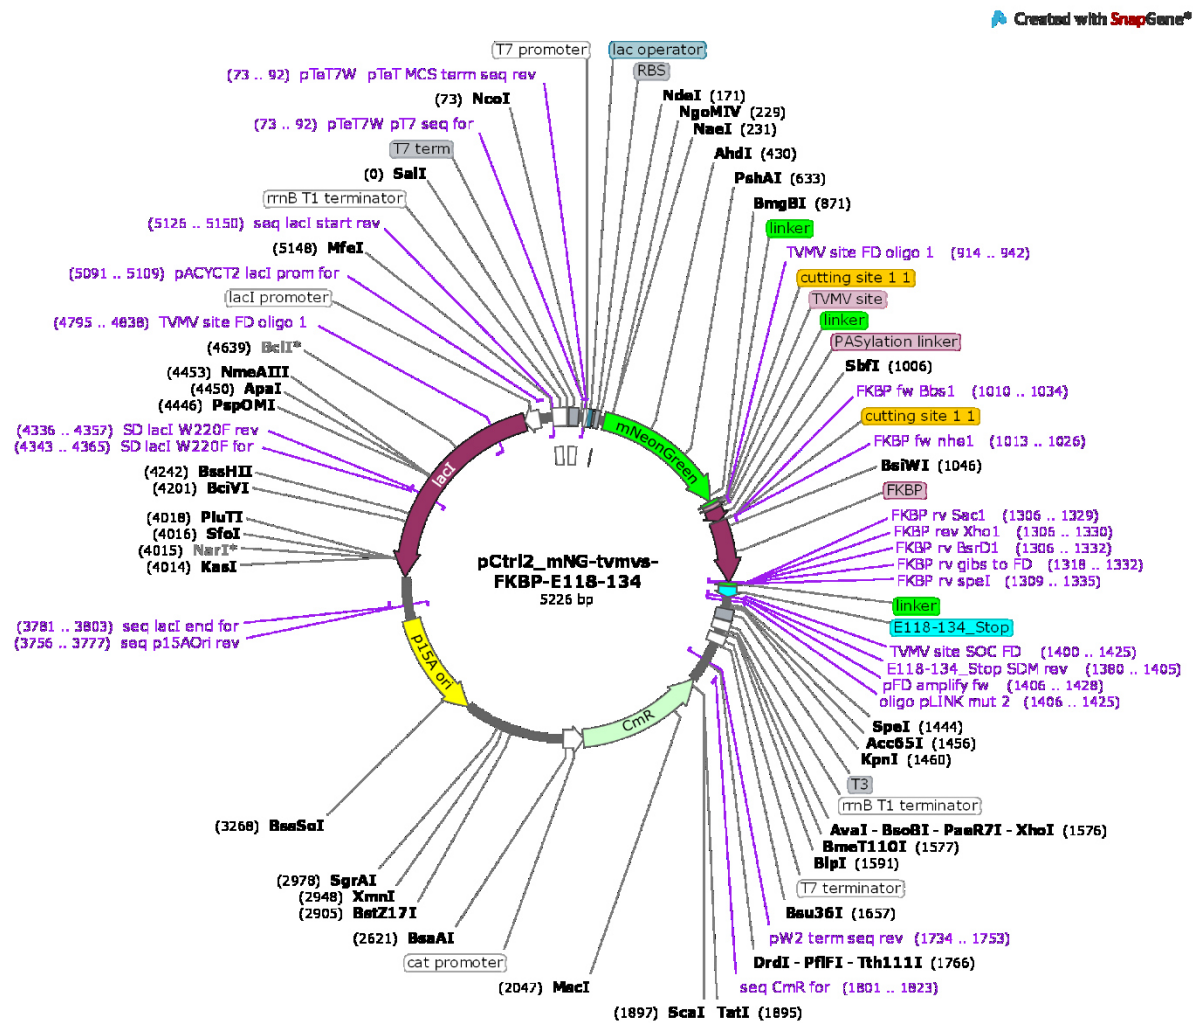 Created with SnapGene®
T7 promoter
lac operator
RBS
(73 .. 92) pTeT7W pTeT MCS term seq rev
(73) NcoI
(73 .. 92) pTeT7W pT7 seq for
T7 term
(0) SalI
rrnB T1 terminator
(5126 .. 5150) seq lacI start rev
(5148) MfeI
(5091 .. 5109) pACYCT2 lacI prom for
lacI promoter
(4795 .. 4838) TVMV site FD oligo 1
(4639) BclI*
(4453) NmeAIII
(4450) ApaI
(4446) PspOMI
(4336 .. 4357) SD lacI W220F rev
(4343 .. 4365) SD lacI W220F for
(4242) BssHII
(4201) BciVI
(4018) PluTI
(4016) SfoI
(4015) NarI*
(4014) KasI
(3781 .. 3803) seq lacI end for
(3756 .. 3777) seq p15AOri rev
(3268) BssSαI
(2978) SgrAI
(2948) XmnI
(2905) BstZ17I
(2621) BsaAI
cat promoter
(2047) MscI
(1897) ScaI TatI (1895)
NdeI (171)
NgoMIV (229)
NaeI (231)
AhdI (430)
PshAI (633)
BmgBI (871)
linker
TVMV site FD oligo 1 (914 .. 942)
cutting site 1 1
TVMV site
linker
PASylation linker
SbfI (1006)
FKBP fw Bbs1 (1010 .. 1034)
cutting site 1 1
FKBP fw nhe1 (1013 .. 1026)
BsiWI (1046)
FKBP
FKBP rv Sac1 (1306 .. 1329)
FKBP rev Xho1 (1305 .. 1330)
FKBP rv BsrD1 (1306 .. 1332)
FKBP rv gibs to FD (1318 .. 1332)
FKBP rv speI (1309 .. 1335)
linker
E118-134_Stop
TVMV site SOC FD (1400 .. 1425)
E118-134_Stop SDM rev (1380 .. 1405)
pFD amplify fw (1406 .. 1428)
oligo pLINK mut 2 (1406 .. 1425)
SpeI (1444)
Acc65I (1456)
KpnI (1460)
T3
rrnB T1 terminator
AvaI - BsoBI - PaeR7I - XhoI (1576)
BmeT110I (1577)
BlpI (1591)
T7 terminator
Bsu36I (1657)
pW2 term seq rev (1734 .. 1753)
DrdI - PflFI - Tth111I (1766)
seq CmR for (1801 .. 1823)
mNeonGreen
lacI
p15A ori
CmR
pCtrl2_mNG-tvmvs-
FKBP-E118-134
5226 bp